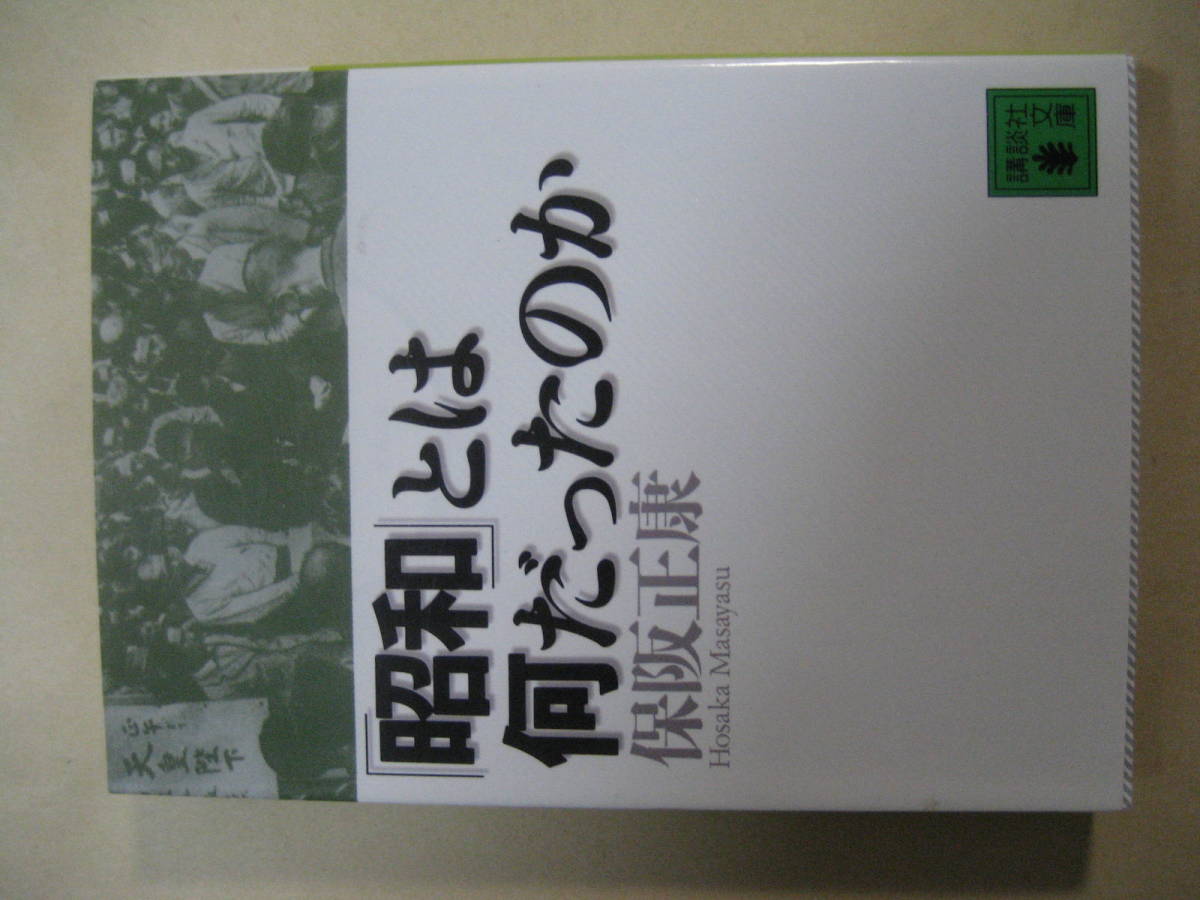 天皇陛下
「昭和」とは
何だったのか
保阪正康
Hosaka Masayasu
講談社
文庫